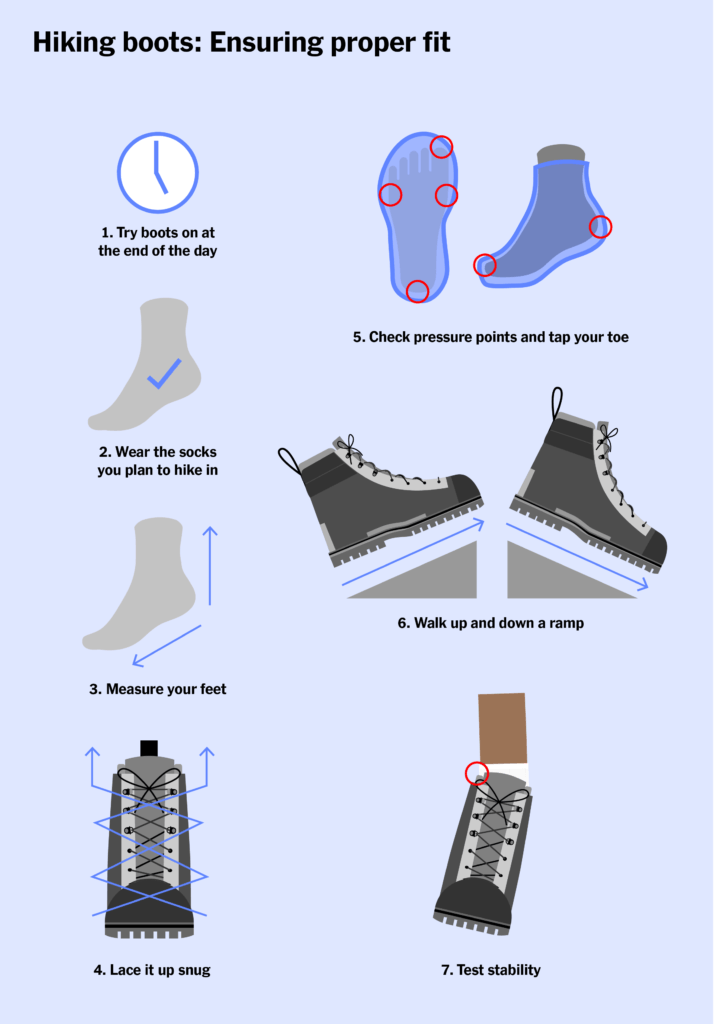 Hiking boots: Ensuring proper fit
1. Try boots on at
the end of the day
2. Wear the socks
you plan to hike in
3. Measure your feet
4. Lace it up snug
5. Check pressure points and tap your toe
6. Walk up and down a ramp
7. Test stability